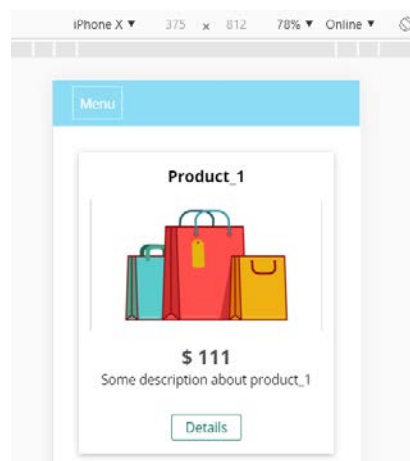 iPhone X ▼ 375 x 812 78% ▼ Online ▼
Menu
Product_1
$ 111
Some description about product_1
Details